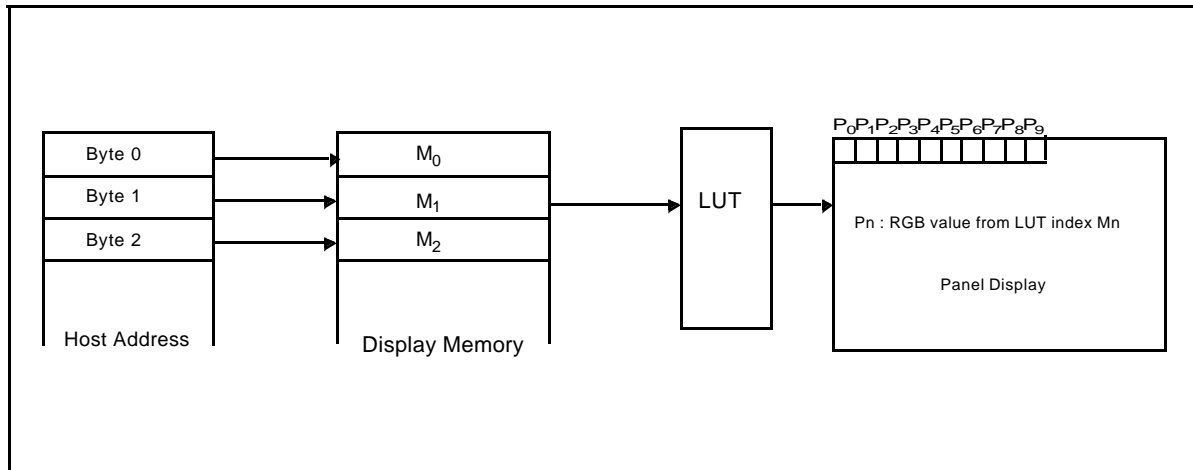 P0P1P2P3P4P5P6P7P8P9
Byte 0
M0
Byte 1
M1
LUT
Pn : RGB value from LUT index Mn
Byte 2
M2
Panel Display
Host Address
Display Memory